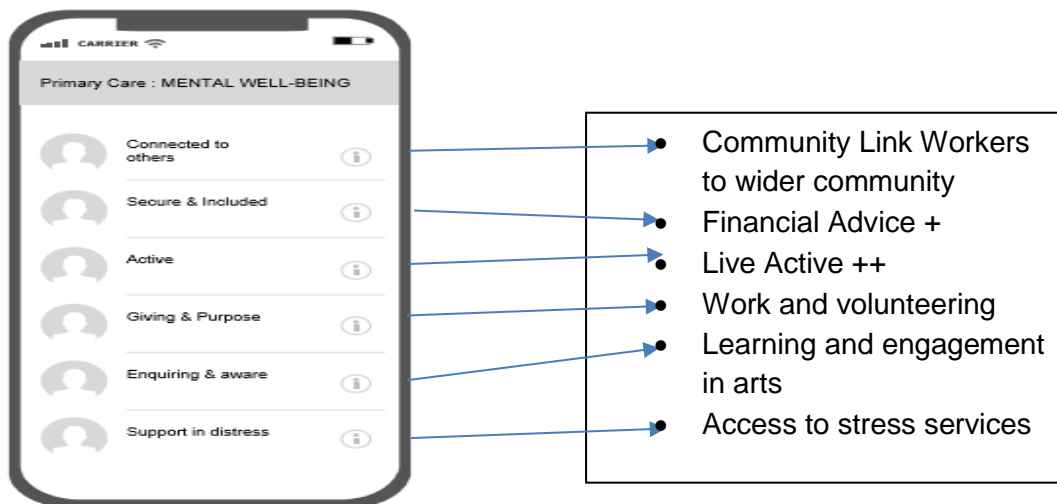 CARRIER
Primary Care : MENTAL WELL-BEING
Connected to
others
Secure & Included
Active
Giving & Purpose
Enquiring & aware
Support in distress
• Community Link Workers
to wider community
• Financial Advice +
• Live Active ++
• Work and volunteering
• Learning and engagement
in arts
• Access to stress services